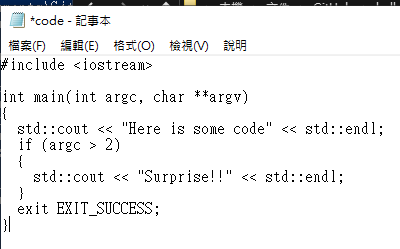 *code - 記事本
檔案(F) 編輯(E) 格式(O) 檢視(V) 說明
#include <iostream>
int main(int argc, char **argv)
{
  std::cout << "Here is some code" << std::endl;
  if (argc > 2)
  {
    std::cout << "Surprise!!" << std::endl;
  }
  exit EXIT_SUCCESS;
}